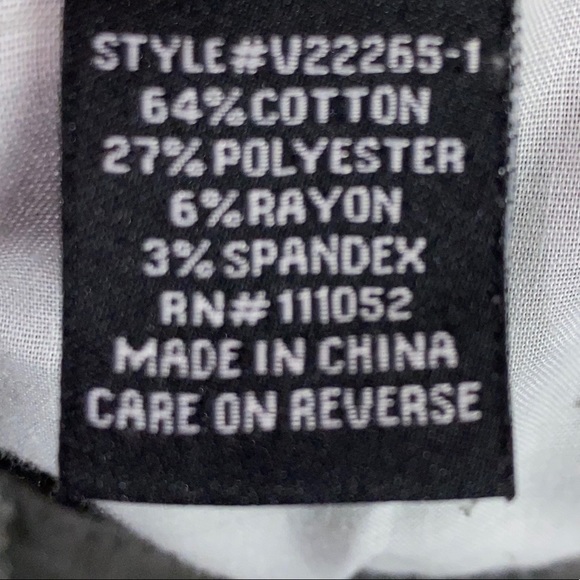 STYLE#V22265-1
64%COTTON
27%POLYESTER
6%RAYON
3%SPANDEX
RN#111052
MADE IN CHINA
CARE ON REVERSE